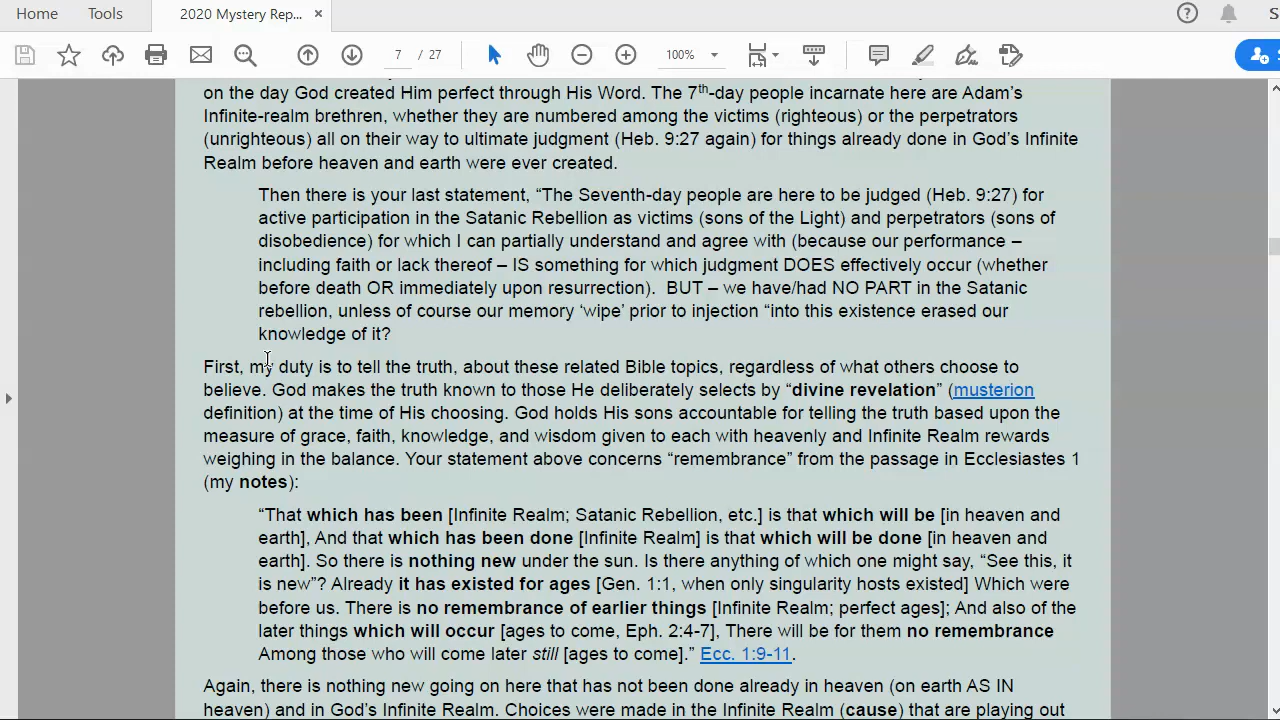 Home Tools 2020 Mystery Rep... ×
7 / 27 100%
on the day God created Him perfect through His Word. The 7th-day people incarnate here are Adam's
Infinite-realm brethren, whether they are numbered among the victims (righteous) or the perpetrators
(unrighteous) all on their way to ultimate judgment (Heb. 9:27 again) for things already done in God's Infinite
Realm before heaven and earth were ever created.
Then there is your last statement, “The Seventh-day people are here to be judged (Heb. 9:27) for
active participation in the Satanic Rebellion as victims (sons of the Light) and perpetrators (sons of
disobedience) for which I can partially understand and agree with (because our performance –
including faith or lack thereof – IS something for which judgment DOES effectively occur (whether
before death OR immediately upon resurrection). BUT – we have/had NO PART in the Satanic
rebellion, unless of course our memory ‘wipe’ prior to injection “into this existence erased our
knowledge of it?
First, my duty is to tell the truth, about these related Bible topics, regardless of what others choose to
believe. God makes the truth known to those He deliberately selects by “divine revelation” (musterion
definition) at the time of His choosing. God holds His sons accountable for telling the truth based upon the
measure of grace, faith, knowledge, and wisdom given to each with heavenly and Infinite Realm rewards
weighing in the balance. Your statement above concerns “remembrance” from the passage in Ecclesiastes 1
(my notes):
“That which has been [Infinite Realm; Satanic Rebellion, etc.] is that which will be [in heaven and
earth], And that which has been done [Infinite Realm] is that which will be done [in heaven and
earth]. So there is nothing new under the sun. Is there anything of which one might say, “See this, it
is new”? Already it has existed for ages [Gen. 1:1, when only singularity hosts existed] Which were
before us. There is no remembrance of earlier things [Infinite Realm; perfect ages]; And also of the
later things which will occur [ages to come, Eph. 2:4-7], There will be for them no remembrance
Among those who will come later still [ages to come].” Ecc. 1:9-11.
Again, there is nothing new going on here that has not been done already in heaven (on earth AS IN
heaven) and in God's Infinite Realm. Choices were made in the Infinite Realm (cause) that are playing out